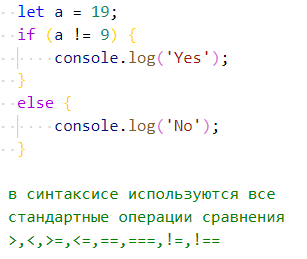 let a = 19;
if (a != 9) {
console.log('Yes');
}
else {
console.log('No');
}
в синтаксисе используются все
стандартные операции сравнения
>,<,>=,<=,==,===,!=,!==